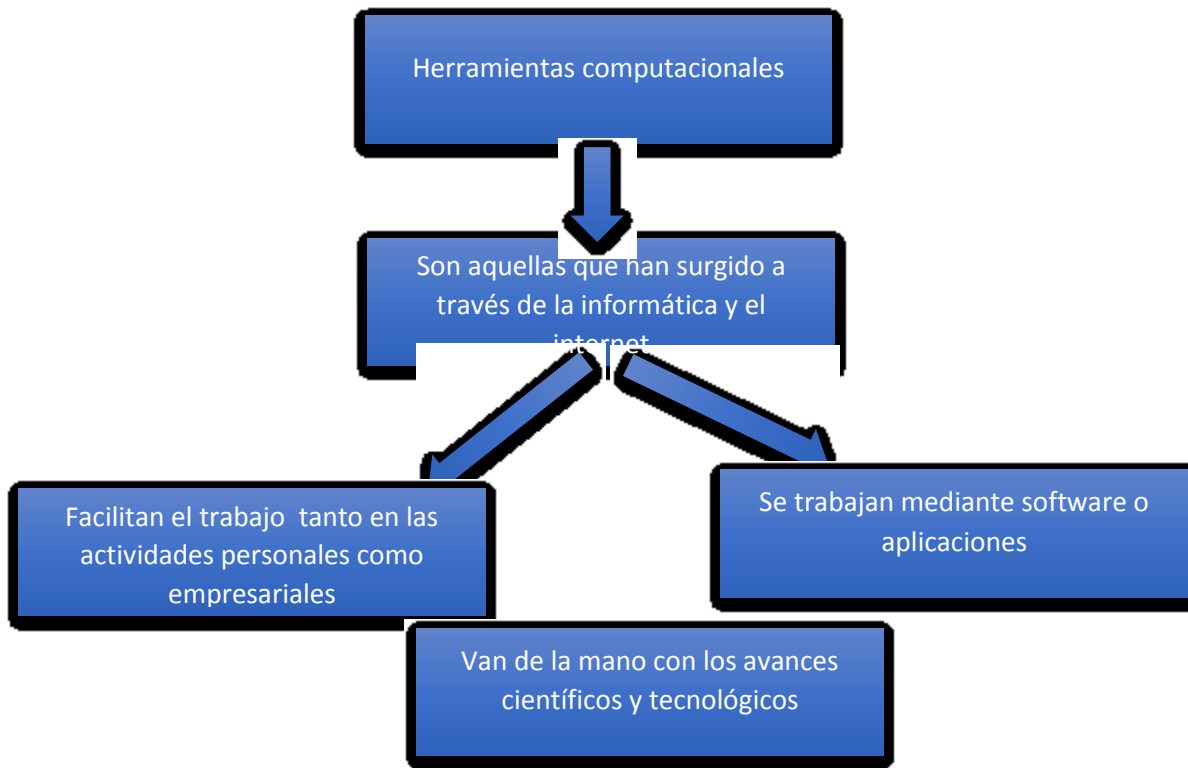 Herramientas computacionales
Son aquellas que han surgido a
través de la informática y el
internet
Facilitan el trabajo  tanto en las
actividades personales como
empresariales
Se trabajan mediante software o
aplicaciones
Van de la mano con los avances
científicos y tecnológicos